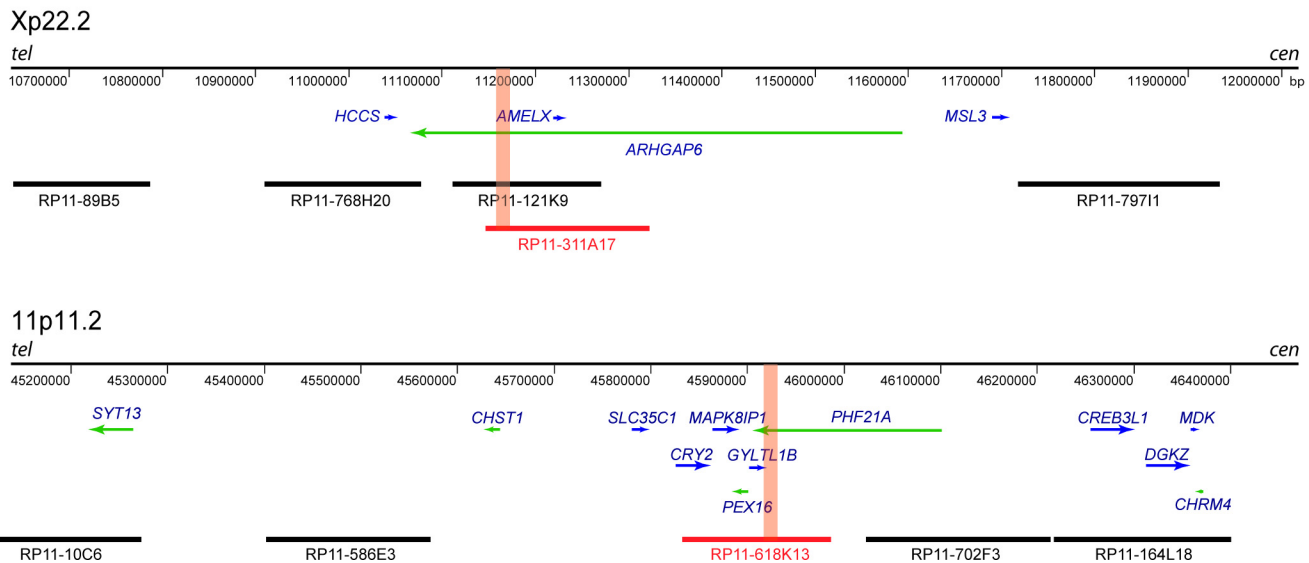 Xp22.2
tel cen
10700000 10800000 10900000 11000000 11100000 11200000 11300000 11400000 11500000 11600000 11700000 11800000 11900000 12000000 bp
HCCS AMELX MSL3
ARHGAP6
RP11-89B5 RP11-768H20 RP11-121K9 RP11-797I1
RP11-311A17
11p11.2
tel cen
45200000 45300000 45400000 45500000 45600000 45700000 45800000 45900000 46000000 46100000 46200000 46300000 46400000
SYT13 CHST1 SLC35C1 MAPK8IP1 PHF21A CREB3L1 MDK
CRY2 GYLTL1B DGKZ
PEX16 CHRM4
RP11-10C6 RP11-586E3 RP11-618K13 RP11-702F3 RP11-164L18